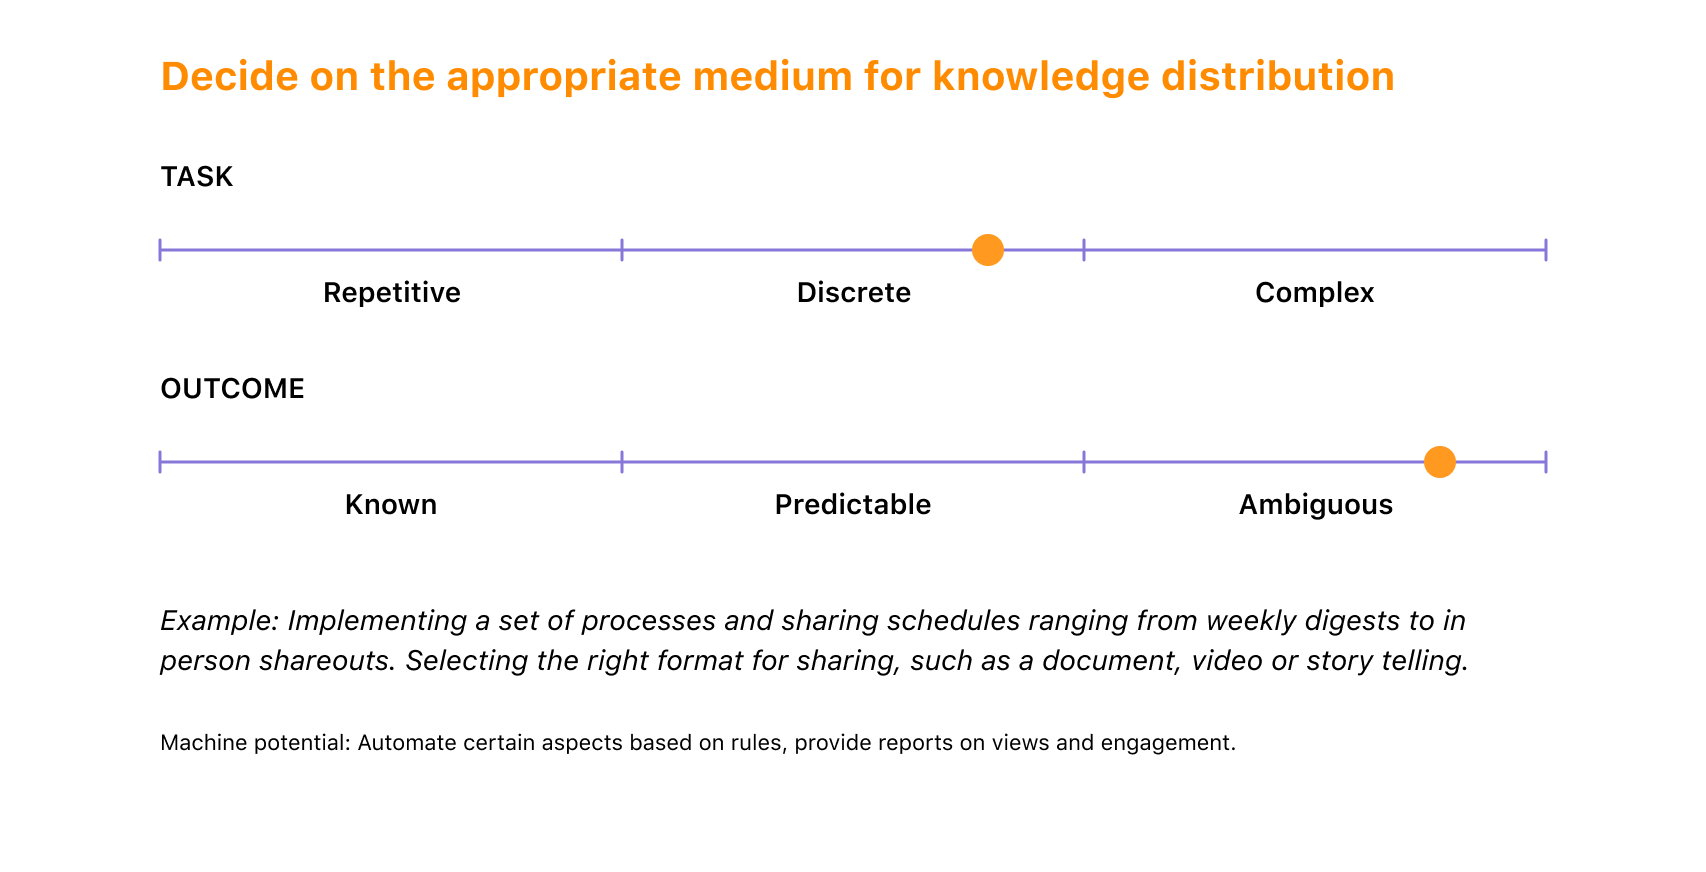 Decide on the appropriate medium for knowledge distribution
TASK
Repetitive
Discrete
Complex
OUTCOME
Known
Predictable
Ambiguous
Example: Implementing a set of processes and sharing schedules ranging from weekly digests to in
person shareouts. Selecting the right format for sharing, such as a document, video or story telling.
Machine potential: Automate certain aspects based on rules, provide reports on views and engagement.